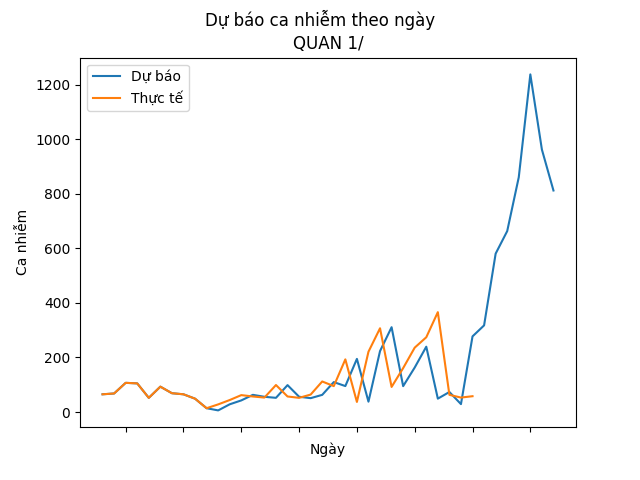 Dự báo ca nhiễm theo ngày
QUAN 1/
Dự báo
Thực tế
1200
1000
800
600
400
200
0
Ca nhiễm
Ngày